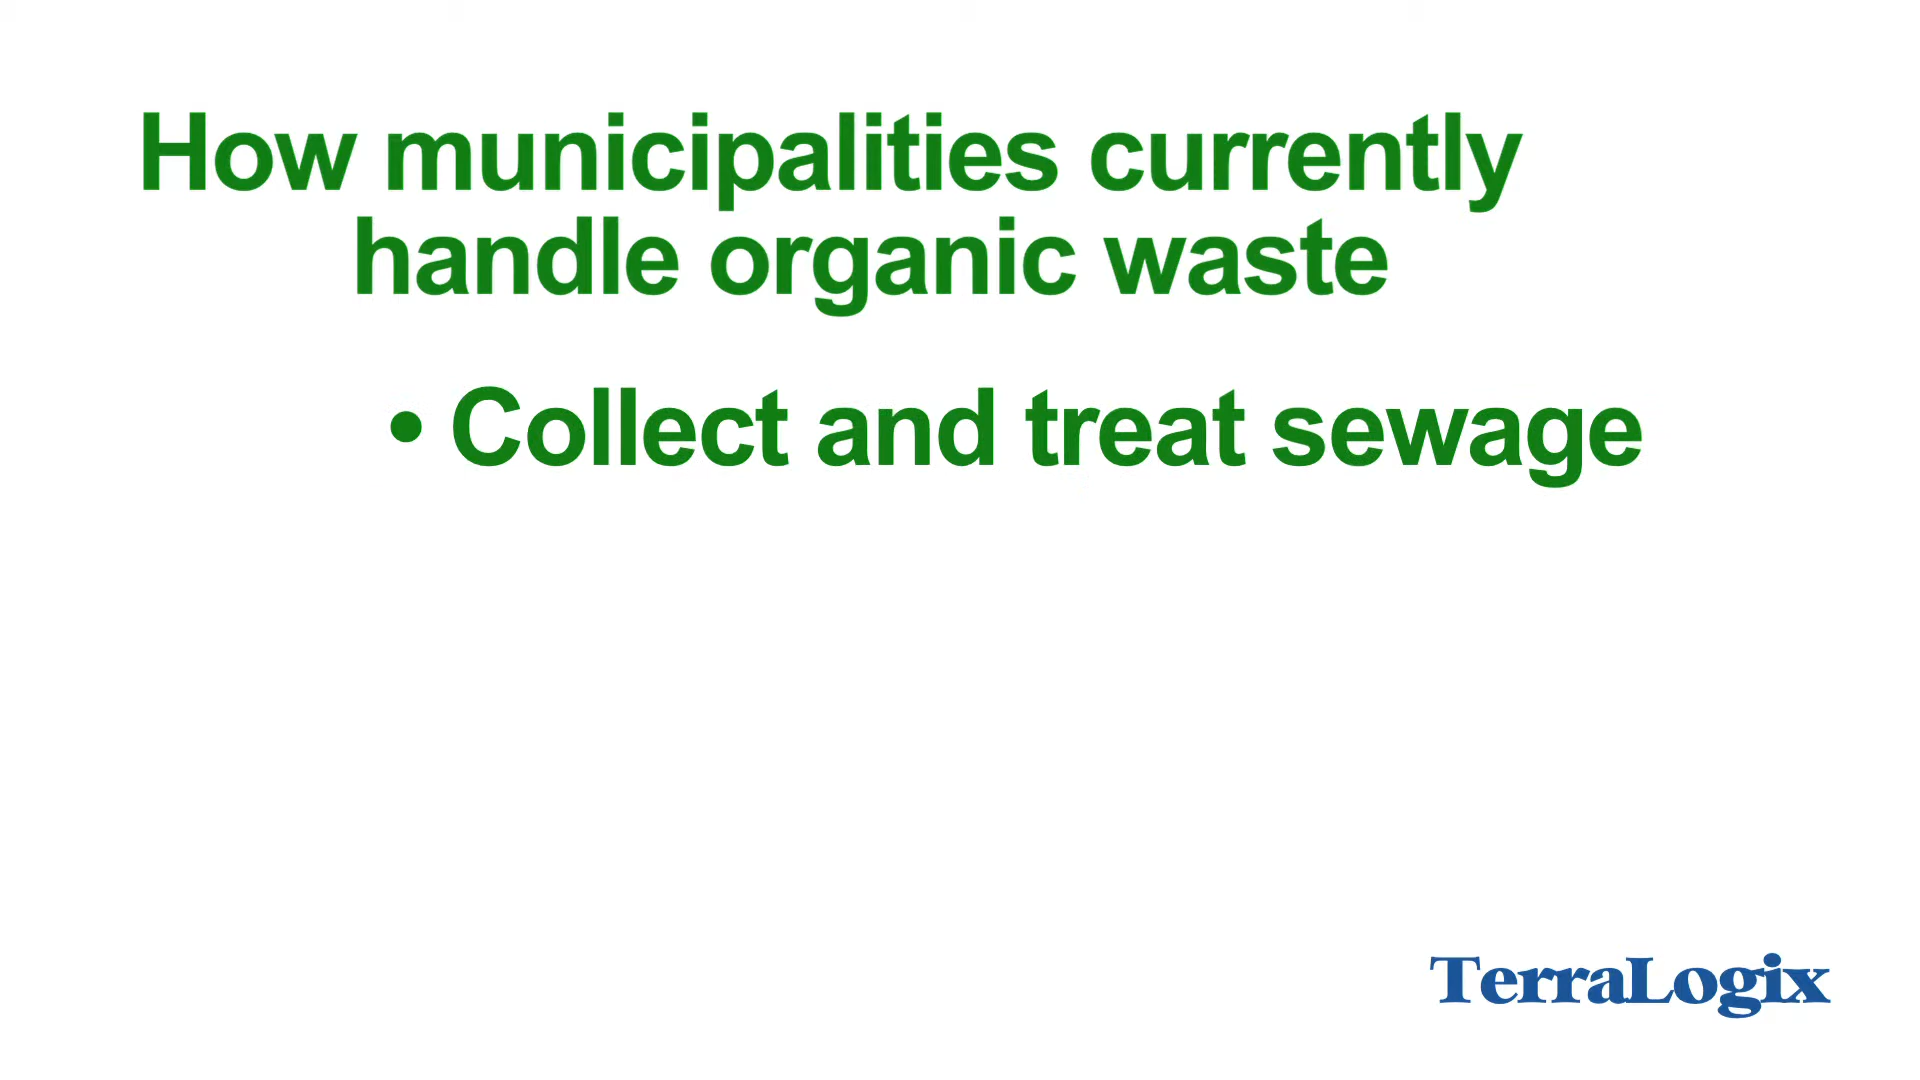 How municipalities currently
handle organic waste
• Collect and treat sewage
TerraLogix